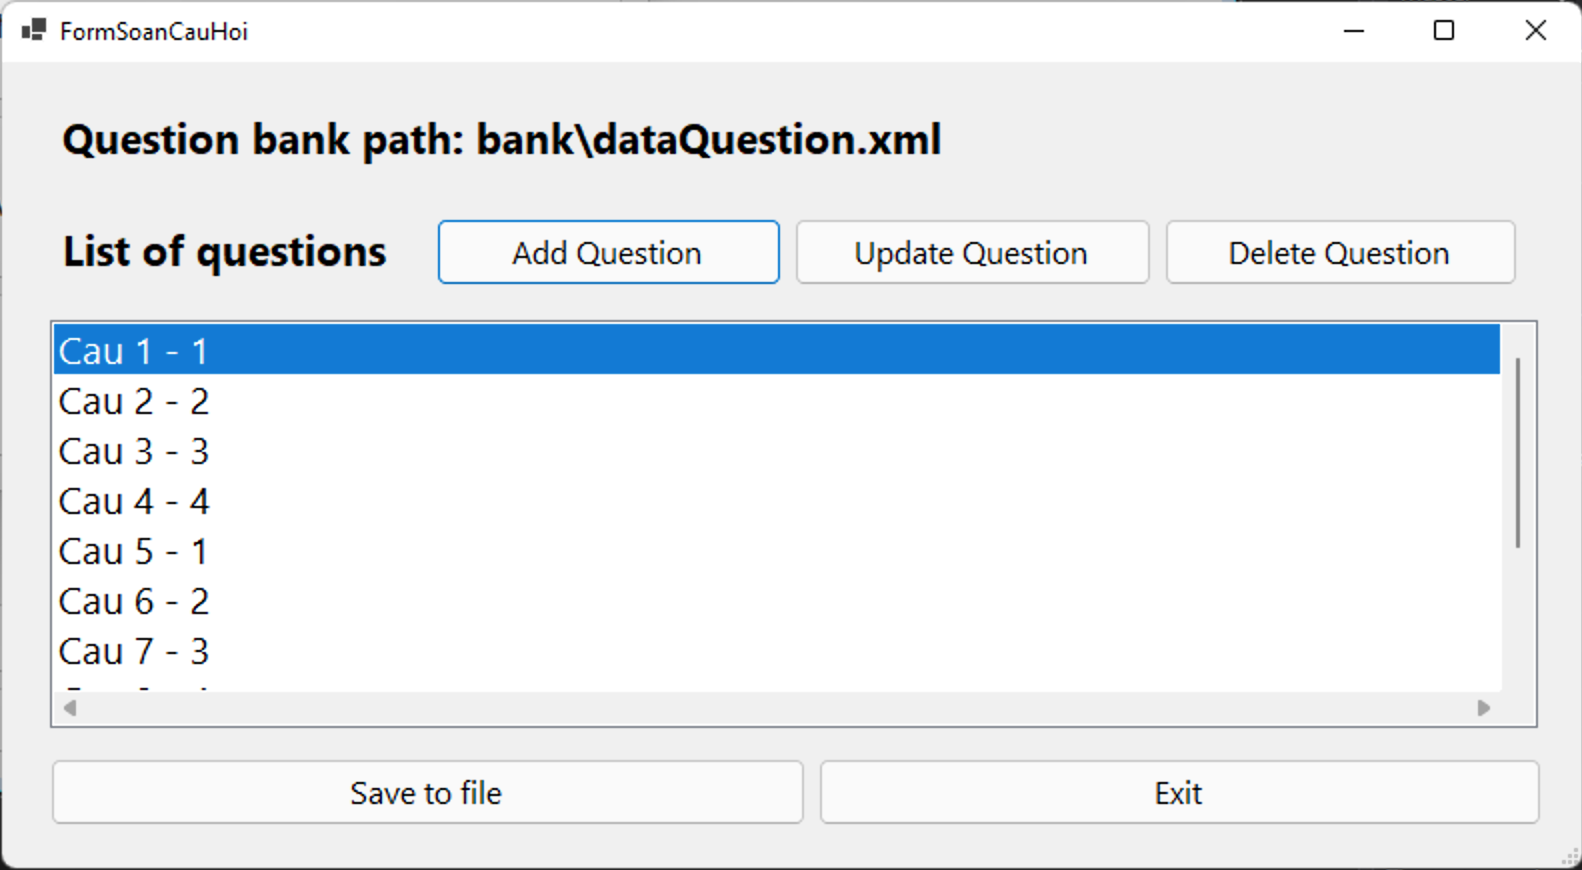 FormSoanCauHoi
Question bank path: bank\dataQuestion.xml
List of questions
Add Question
Update Question
Delete Question
Cau 1 - 1
Cau 2 - 2
Cau 3 - 3
Cau 4 - 4
Cau 5 - 1
Cau 6 - 2
Cau 7 - 3
Save to file
Exit